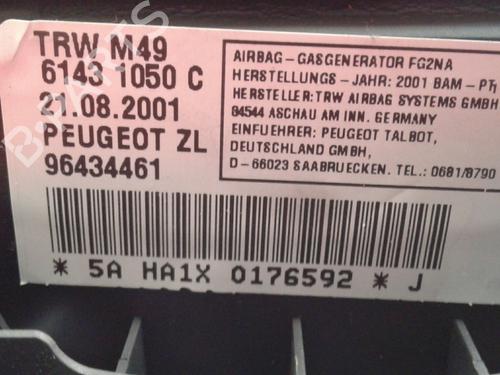 TRW M49
6143 1050 C
21.08.2001
PEUGEOT ZL
96434461
AIRBAG-GASGENERATOR FG2NA
HERSTELLUNGS-JAHR: 2001 BAM-PTı
HERSTELLER: TRW AIRBAG SYSTEMS GMBH
84544 ASCHAU AM INN. GERMANY
EINFUEHRER: PEUGEOT TALBOT,
DEUTSCHLAND GMBH,
D-66023 SAABRUECKEN. TEL.: 0681/8790
* 5A HA1X 0176592 * J